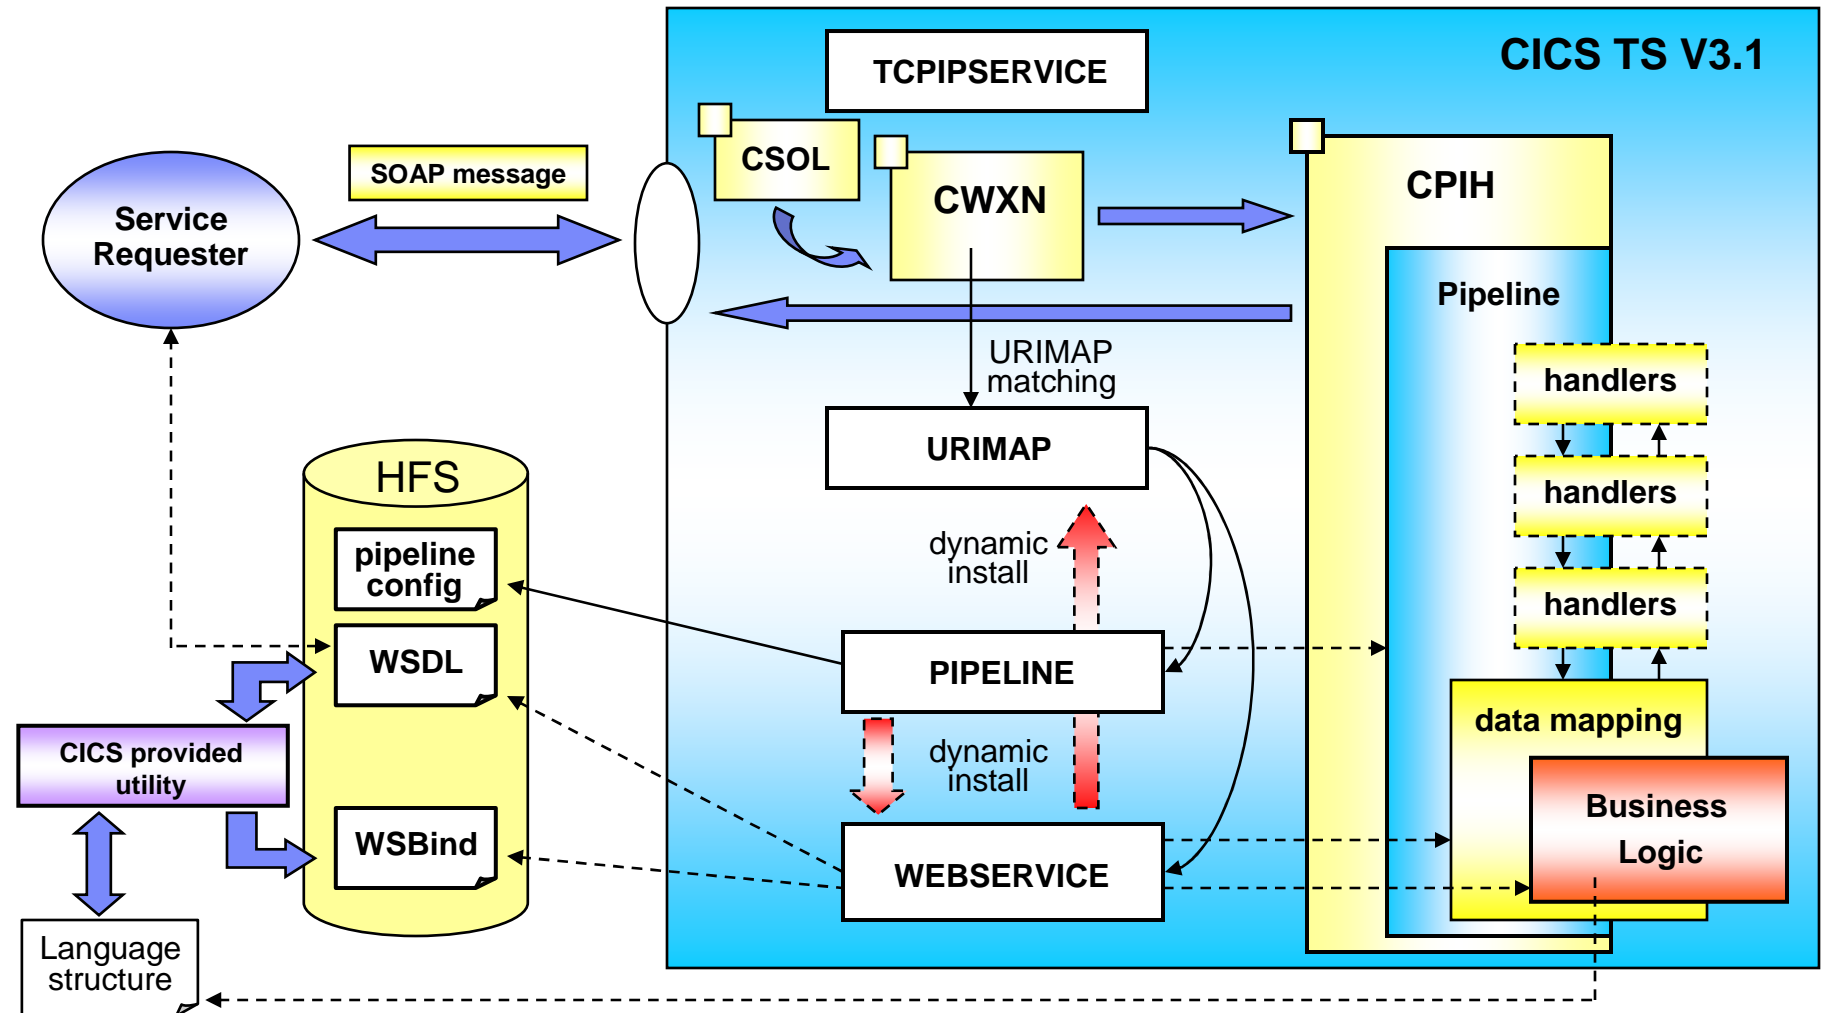 CICS TS V3.1
TCPIPSERVICE
CSOL
CWXN
CPIH
SOAP message
Service
Requester
Pipeline
URIMAP
matching
handlers
URIMAP
HFS
handlers
pipeline
config
dynamic
install
handlers
WSDL
PIPELINE
data mapping
CICS provided
utility
dynamic
install
Business
Logic
WSBind
WEBSERVICE
Language
structure